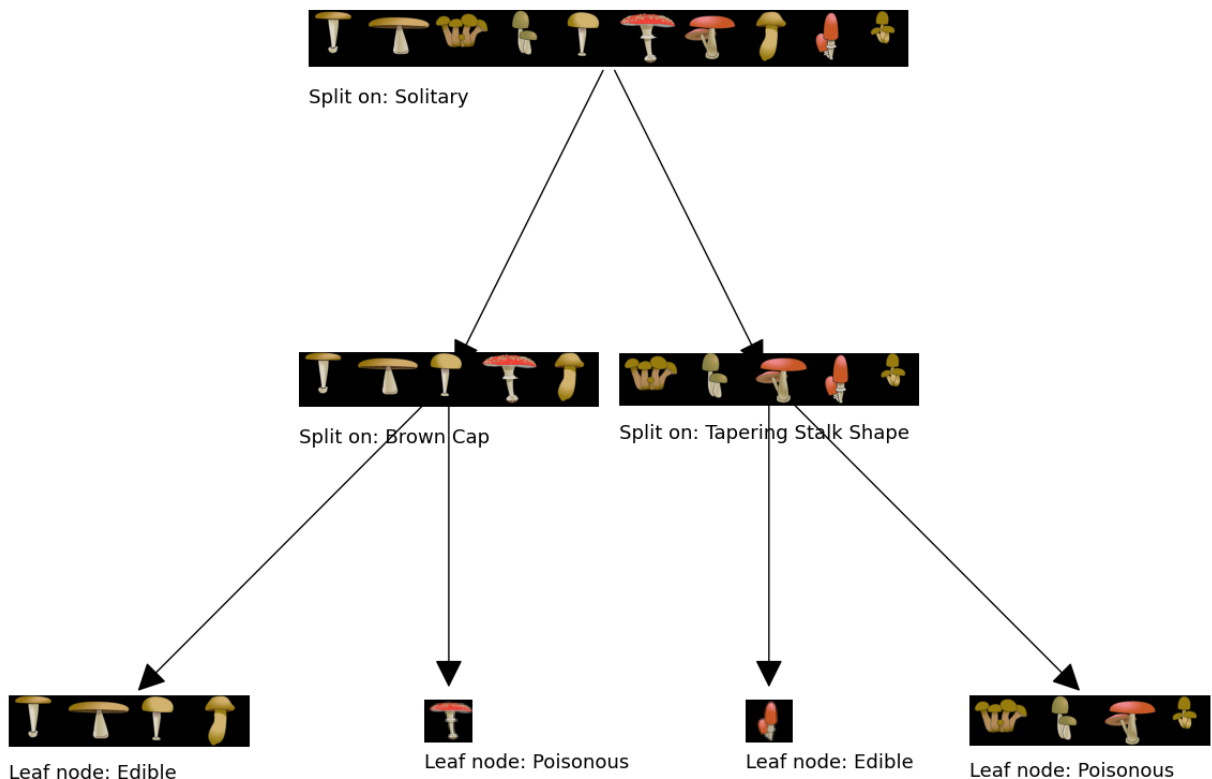 Split on: Solitary
Split on: Brown Cap
Split on: Tapering Stalk Shape
Leaf node: Edible
Leaf node: Poisonous
Leaf node: Edible
Leaf node: Poisonous